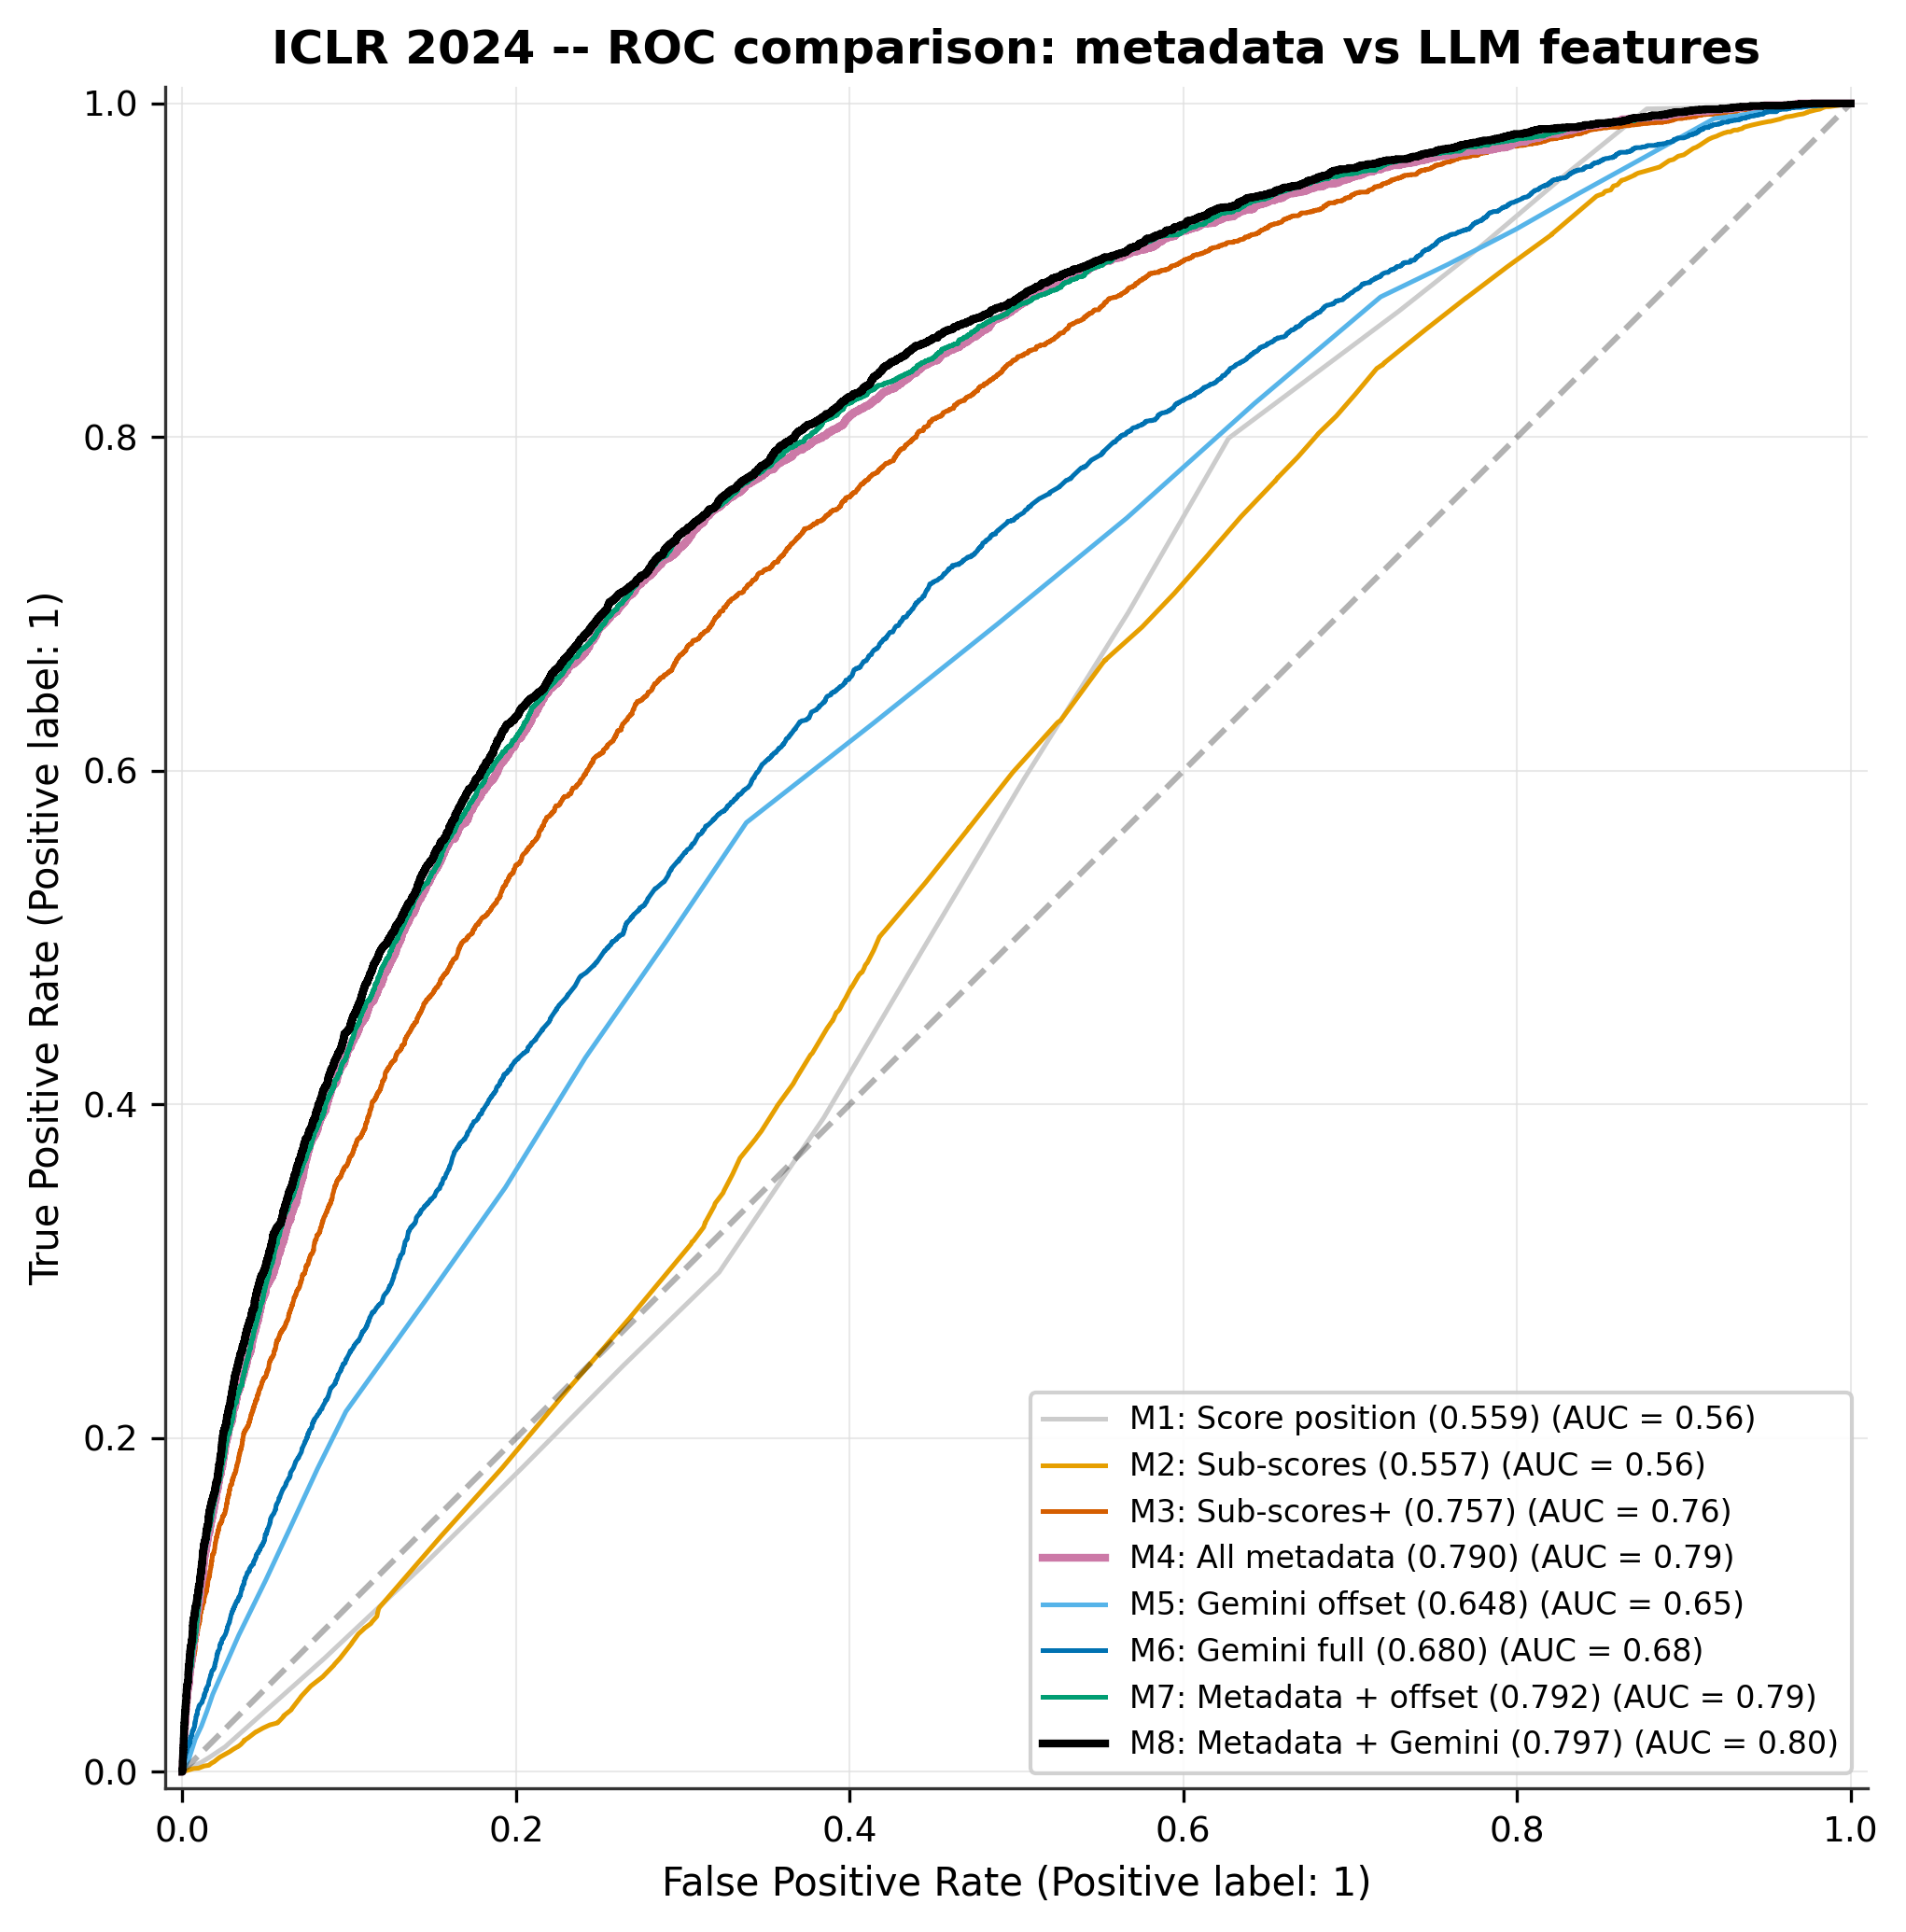 ICLR 2024 -- ROC comparison: metadata vs LLM features
True Positive Rate (Positive label: 1)
1.0
0.8
0.6
0.4
0.2
0.0
M1: Score position (0.559) (AUC = 0.56)
M2: Sub-scores (0.557) (AUC = 0.56)
M3: Sub-scores+ (0.757) (AUC = 0.76)
M4: All metadata (0.790) (AUC = 0.79)
M5: Gemini offset (0.648) (AUC = 0.65)
M6: Gemini full (0.680) (AUC = 0.68)
M7: Metadata + offset (0.792) (AUC = 0.79)
M8: Metadata + Gemini (0.797) (AUC = 0.80)
0.0 0.2 0.4 0.6 0.8 1.0
False Positive Rate (Positive label: 1)